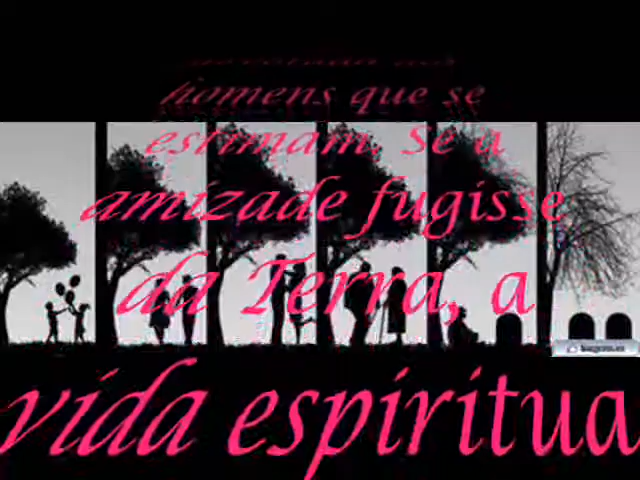 homens que se
estimam. Se a
amizade fugisse
da Terra, a
vida espiritua